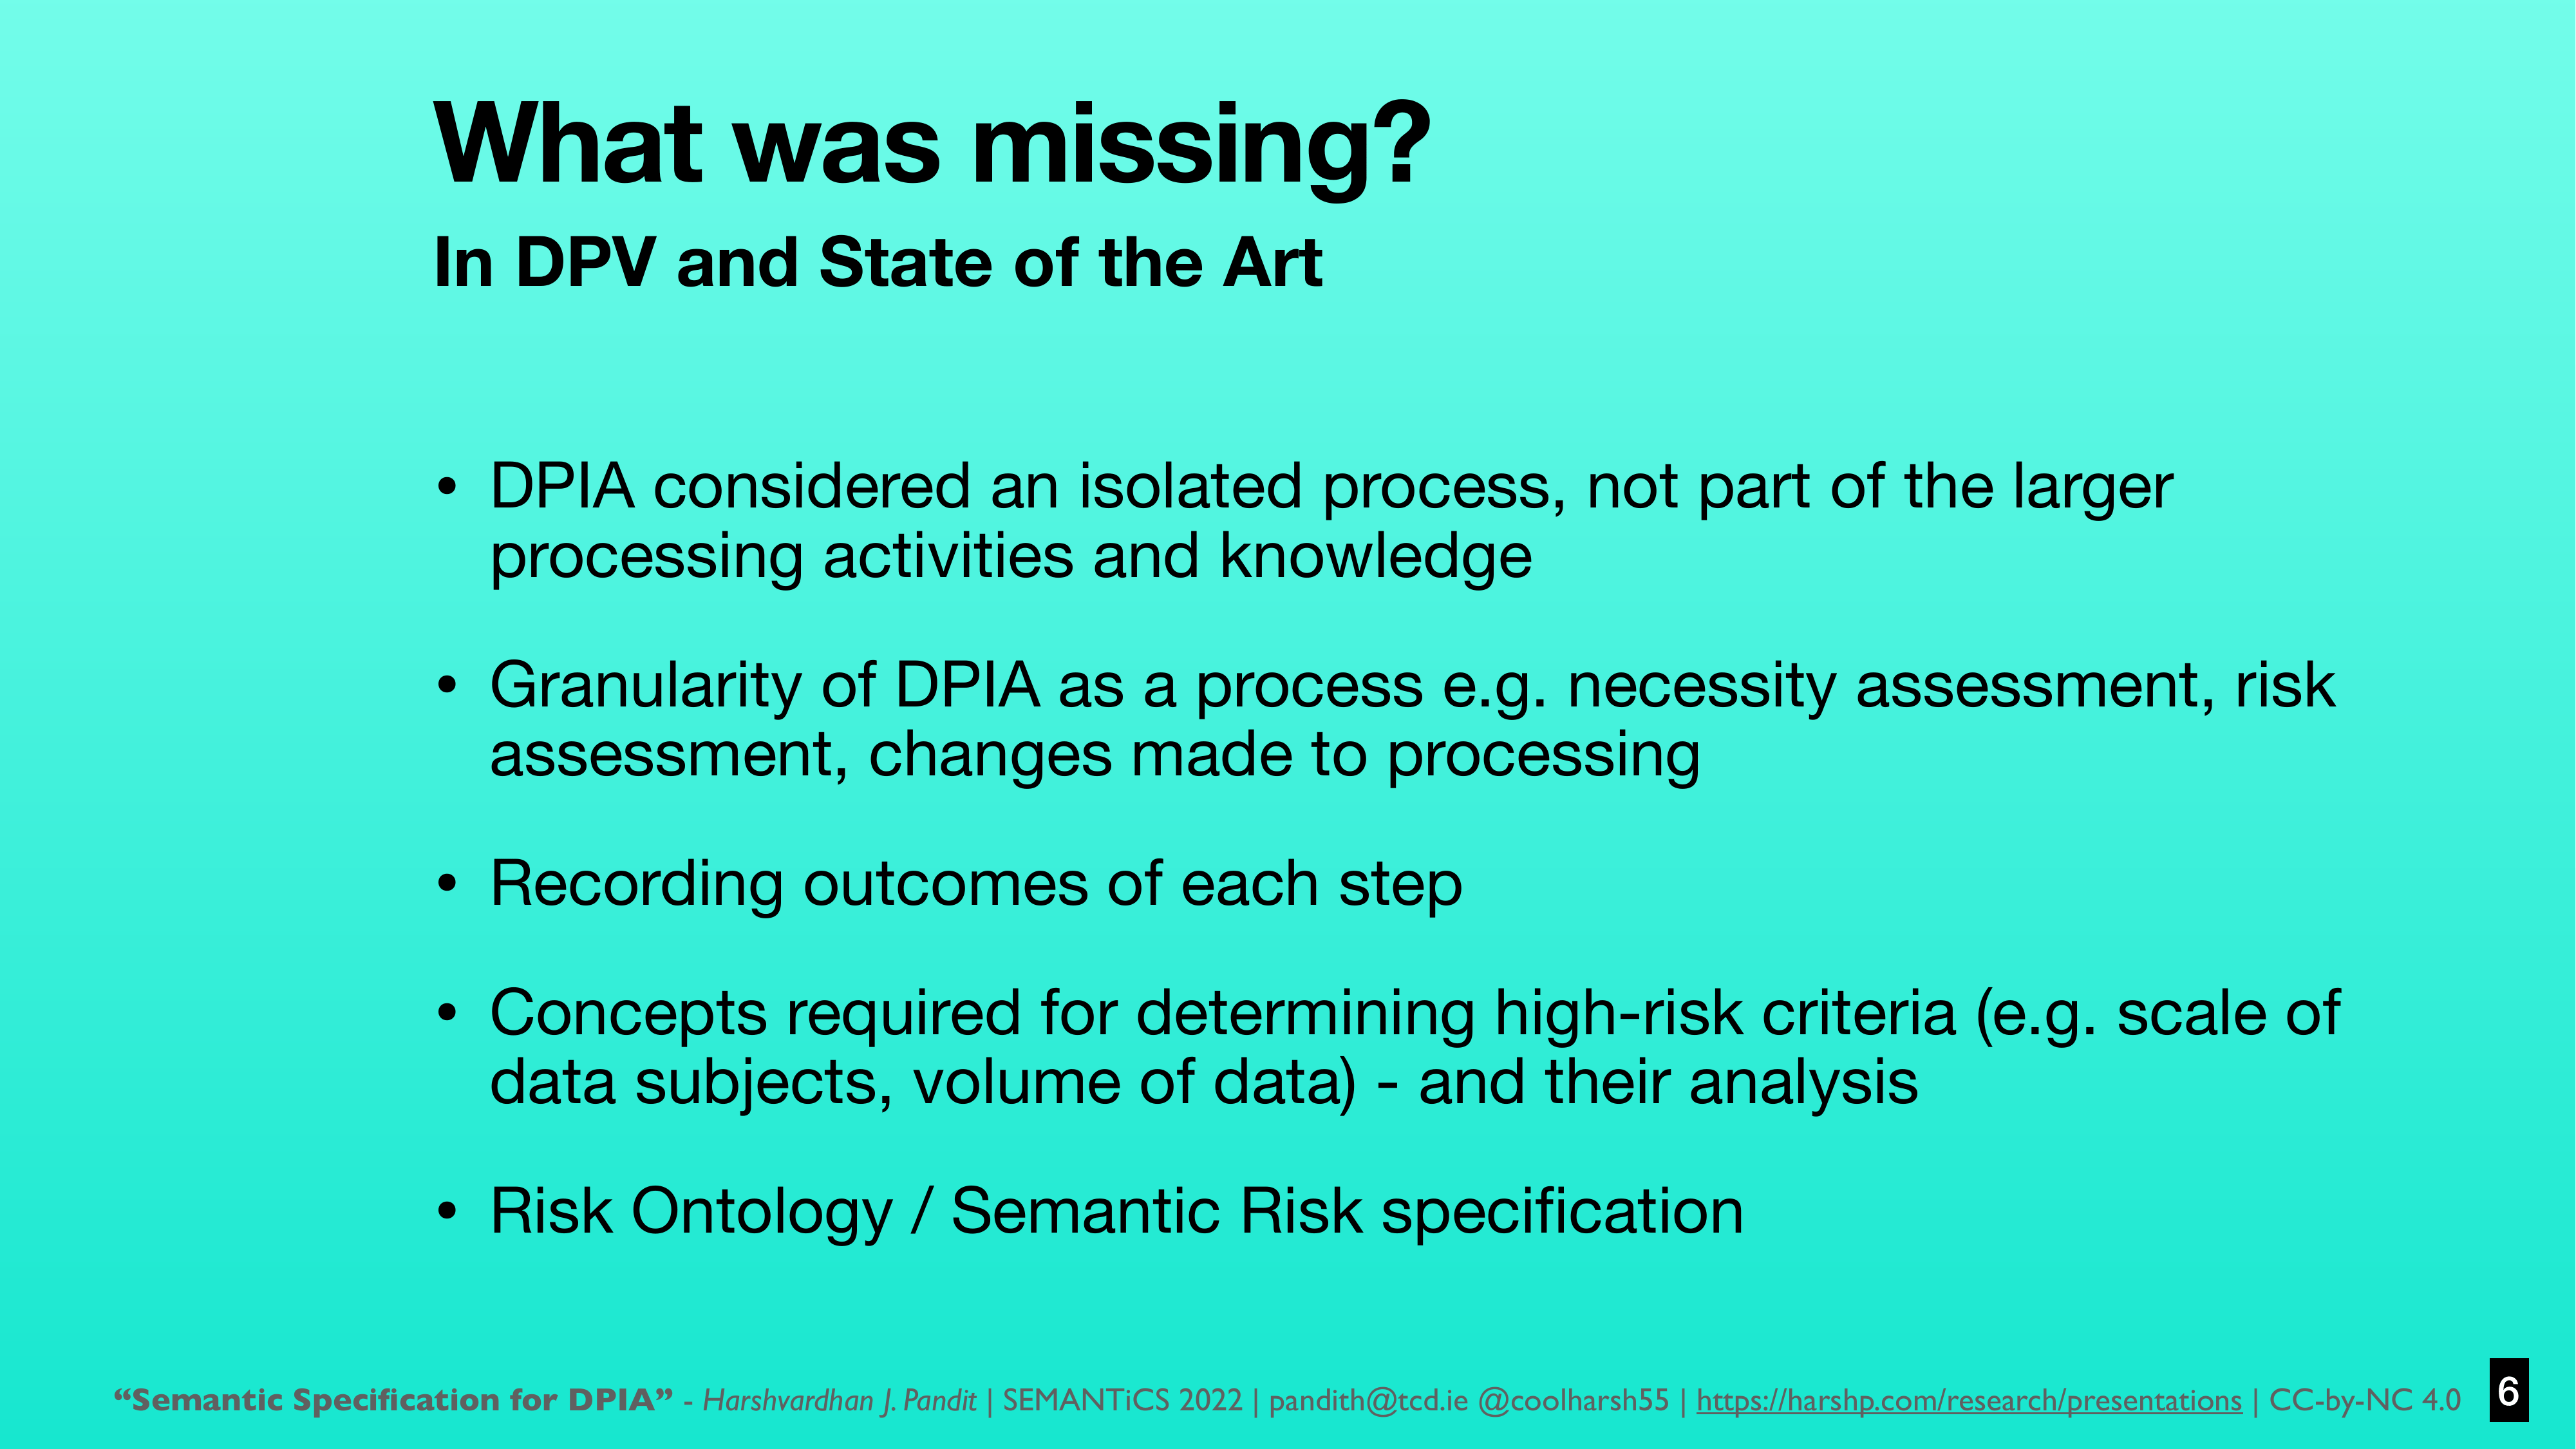 What was missing?
In DPV and State of the Art
• DPIA considered an isolated process, not part of the larger
processing activities and knowledge
• Granularity of DPIA as a process e.g. necessity assessment, risk
assessment, changes made to processing
• Recording outcomes of each step
• Concepts required for determining high-risk criteria (e.g. scale of
data subjects, volume of data) - and their analysis
• Risk Ontology / Semantic Risk specification
“Semantic Specification for DPIA” - Harshvardhan J. Pandit | SEMANTiCS 2022 | pandith@tcd.ie @coolharsh55 | https://harshp.com/research/presentations | CC-by-NC 4.0 6